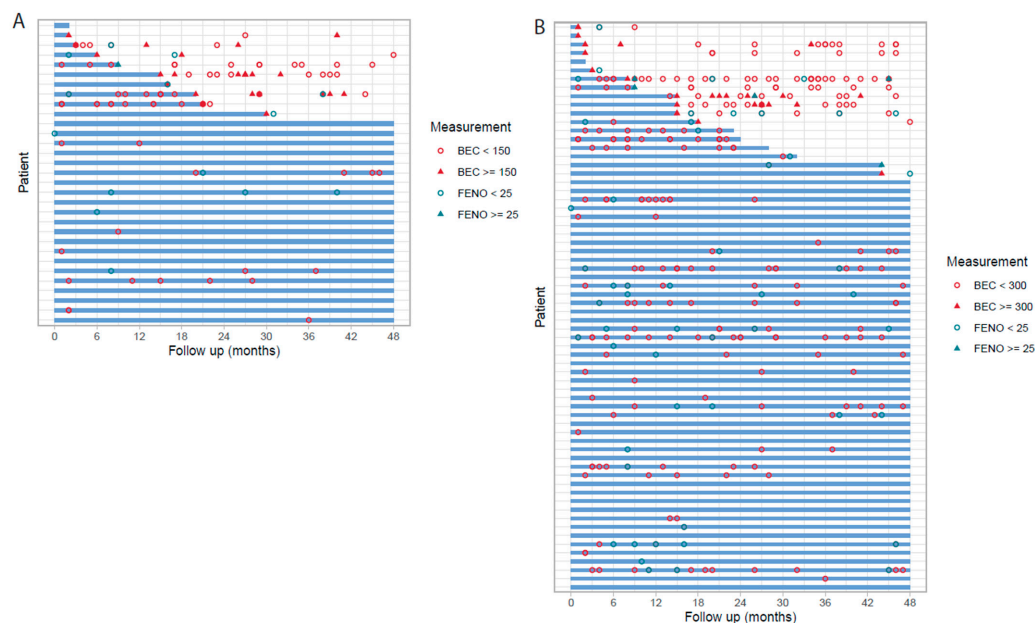 A
Patient
0 6 12 18 24 30 36 42 48
Follow up (months)
Measurement
BEC < 150
BEC >= 150
FENO < 25
FENO >= 25
B
Patient
0 6 12 18 24 30 36 42 48
Follow up (months)
Measurement
BEC < 300
BEC >= 300
FENO < 25
FENO >= 25